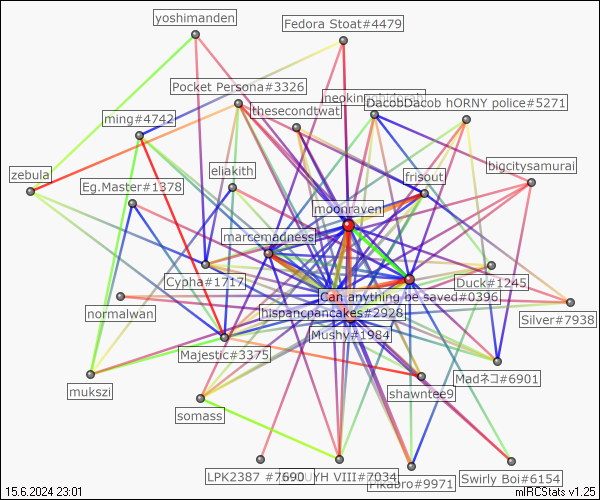 yoshimanden
Fedora Stoat#4479
Pocket Persona#3326
thesecondtwat
DacobDacob hORNY police#5271
ming#4742
zebula
Eg.Master#1378
eliakith
frisout
bigcitysamurai
moonraven
marcemadness
Cypha#1717
Duck#1245
Can anything be saved#0396
normalwan
hispancpancakes#2928
Silver#7938
Majestic#3375
Mushy#1984
mukszi
shawntee9
Madネコ#6901
somass
LPK2387 #7690
YH VIII#7034
Pikabro#9971
Swirly Boi#6154
15.6.2024 23:01
mIRCStats v1.25